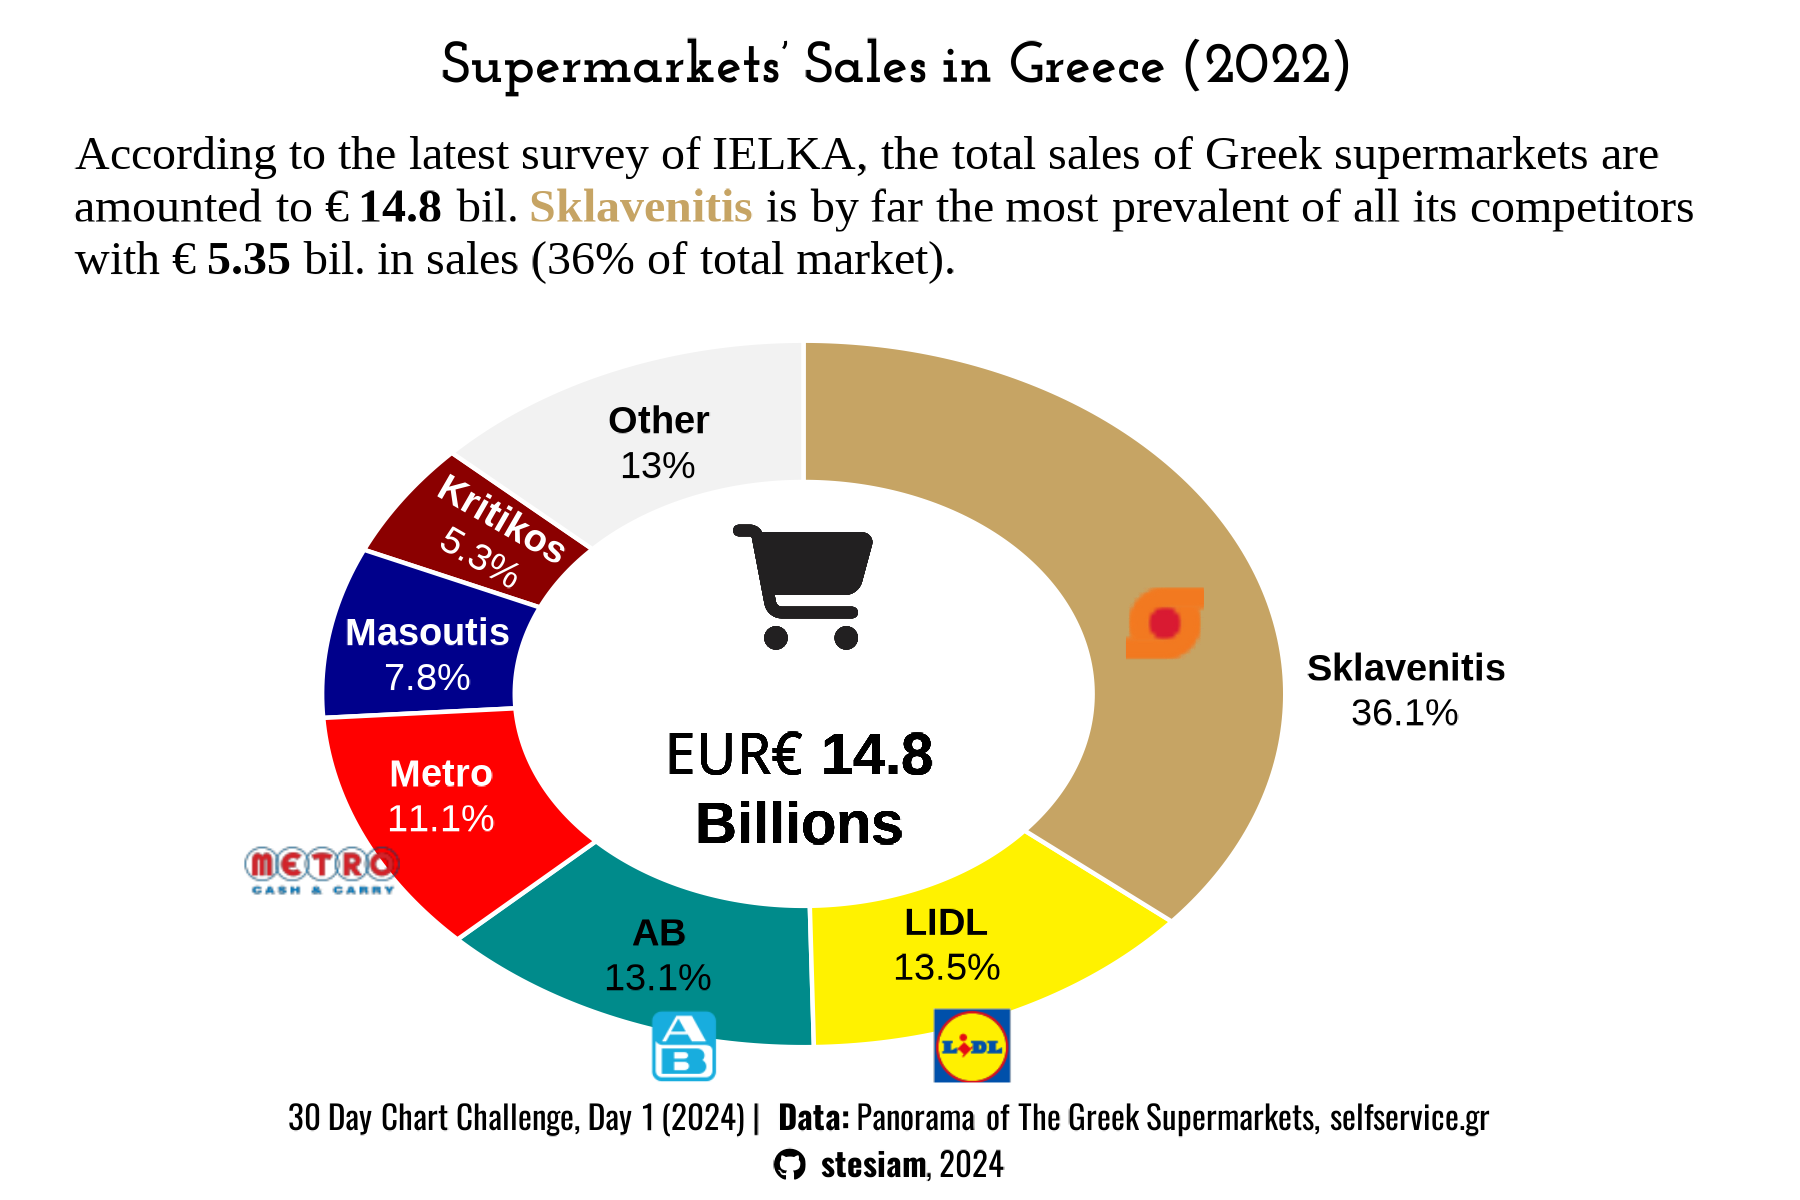 Supermarkets’ Sales in Greece (2022)
According to the latest survey of IELKA, the total sales of Greek supermarkets are
amounted to € 14.8 bil. Sklavenitis is by far the most prevalent of all its competitors
with € 5.35 bil. in sales (36% of total market).
Other
13%
Kritikos
5.3%
Masoutis
7.8%
Sklavenitis
36.1%
EUR€ 14.8
Billions
Metro
11.1%
METRO
CASH & CARRY
AB
13.1%
LIDL
13.5%
AB
LiDL
30 Day Chart Challenge, Day 1 (2024) | Data: Panorama of The Greek Supermarkets, selfservice.gr
stesiam, 2024